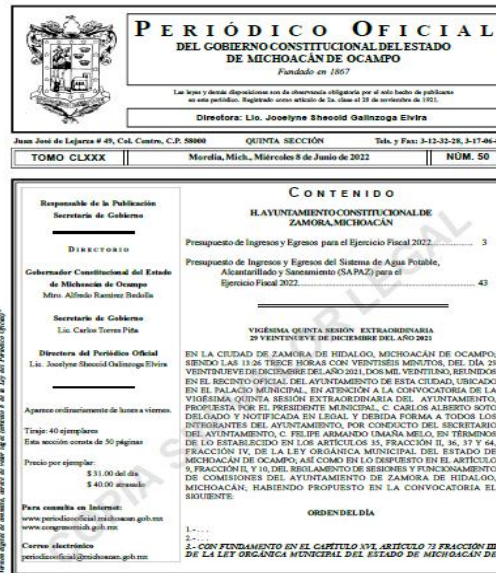 PERIÓDICO OFICIAL
DEL GOBIERNO CONSTITUCIONAL DEL ESTADO
DE MICHOACÁN DE OCAMPO
Fundado en 1867
Las leyes y demás disposiciones son de observancia obligatoria por el solo hecho de publicarse
en este periódico. Registrado como artículo de 2a. clase el 28 de noviembre de 1921.
Directora: Lic. Jocelyne Sheccid Galinzoga Elvira
Juan José de Lejarza # 49, Col. Centro, C.P. 58000 QUINTA SECCIÓN Tels. y Fax: 3-12-32-28, 3-17-06-
TOMO CLXXX Morelia, Mich., Miércoles 8 de Junio de 2022 NÚM. 50
Responsable de la Publicación
Secretaría de Gobierno
DIRECTORIO
Gobernador Constitucional del Estado
de Michoacán de Ocampo
Mtro. Alfredo Ramírez Bedolla
Secretario de Gobierno
Lic. Carlos Torres Piña
Directora del Periódico Oficial
Lic. Jocelyne Sheccid Galinzoga Elvira
Aparece ordinariamente de lunes a viernes.
Tiraje: 40 ejemplares
Esta sección consta de 50 páginas
Precio por ejemplar:
$ 31.00 del día
$ 40.00 atrasado
Para consulta en Internet:
www.periodicooficial.michoacan.gob.mx
www.congresomich.gob.mx
Correo electrónico
periodicooficial@michoacan.gob.mx
CONTENIDO
H. AYUNTAMIENTO CONSTITUCIONAL DE
ZAMORA, MICHOACÁN
Presupuesto de Ingresos y Egresos para el Ejercicio Fiscal 2022.............. 3
Presupuesto de Ingresos y Egresos del Sistema de Agua Potable,
Alcantarillado y Saneamiento (SAPAZ) para el
Ejercicio Fiscal 2022.............. 43
VIGÉSIMA QUINTA SESIÓN EXTRAORDINARIA
29 VEINTINUEVE DE DICIEMBRE DEL AÑO 2021
EN LA CIUDAD DE ZAMORA DE HIDALGO, MICHOACÁN DE OCAMPO;
SIENDO LAS 13:26 TRECE HORAS CON VEINTISÉIS MINUTOS, DEL DÍA 29
VEINTINUEVE DE DICIEMBRE DEL AÑO 2021, DOS MIL VEINTIUNO, REUNIDOS
EN EL RECINTO OFICIAL DEL AYUNTAMIENTO DE ESTA CIUDAD, UBICADO
EN EL PALACIO MUNICIPAL, EN ATENCIÓN A LA CONVOCATORIA DE LA
VIGÉSIMA QUINTA SESIÓN EXTRAORDINARIA DEL AYUNTAMIENTO,
PROPUESTA POR EL PRESIDENTE MUNICIPAL, C. CARLOS ALBERTO SOTO
DELGADO Y NOTIFICADA EN LEGAL Y DEBIDA FORMA A TODOS LOS
INTEGRANTES DEL AYUNTAMIENTO, POR CONDUCTO DEL SECRETARIO
DEL AYUNTAMIENTO, C. FELIPE ARMANDO UMAÑA MELO, EN TÉRMINOS
DE LO ESTABLECIDO EN LOS ARTÍCULOS 35, FRACCIÓN II, 36, 37 Y 64,
FRACCIÓN IV, DE LA LEY ORGÁNICA MUNICIPAL DEL ESTADO DE
MICHOACÁN DE OCAMPO; ASÍ COMO EN LO DISPUESTO EN EL ARTÍCULO
9, FRACCIÓN II, Y 10, DEL REGLAMENTO DE SESIONES Y FUNCIONAMIENTO
DE COMISIONES DEL AYUNTAMIENTO DE ZAMORA DE HIDALGO,
MICHOACÁN; HABIENDO PROPUESTO EN LA CONVOCATORIA EL
SIGUIENTE:
ORDEN DEL DÍA
1.-. . .
2.-. . .
3.- CON FUNDAMENTO EN EL CAPÍTULO XVI, ARTÍCULO 73 FRACCIÓN III
DE LA LEY ORGÁNICA MUNICIPAL DEL ESTADO DE MICHOACÁN DE
COPIA SIN VALOR LEGAL